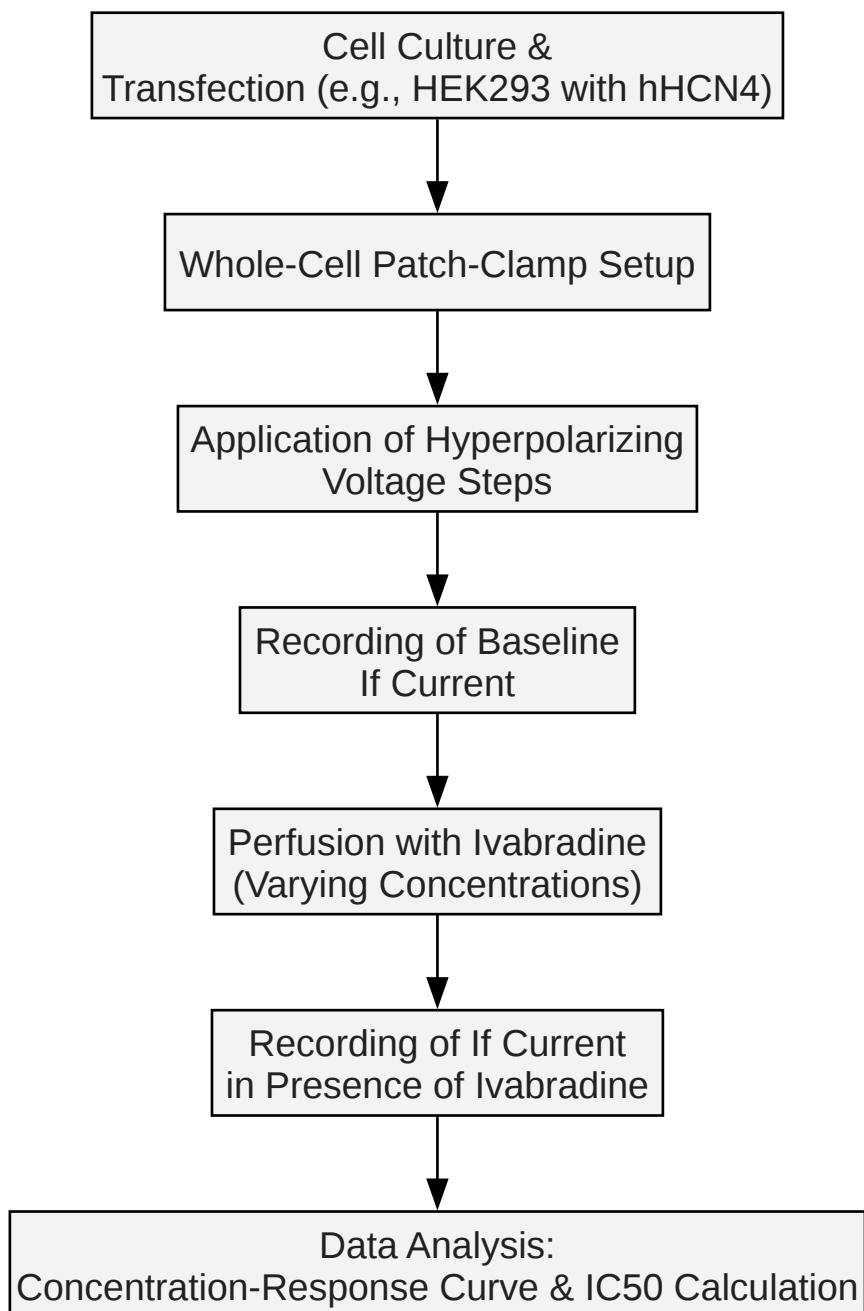 Cell Culture &
Transfection (e.g., HEK293 with hHCN4)
Whole-Cell Patch-Clamp Setup
Application of Hyperpolarizing
Voltage Steps
Recording of Baseline
If Current
Perfusion with Ivabradine
(Varying Concentrations)
Recording of If Current
in Presence of Ivabradine
Data Analysis:
Concentration-Response Curve & IC50 Calculation